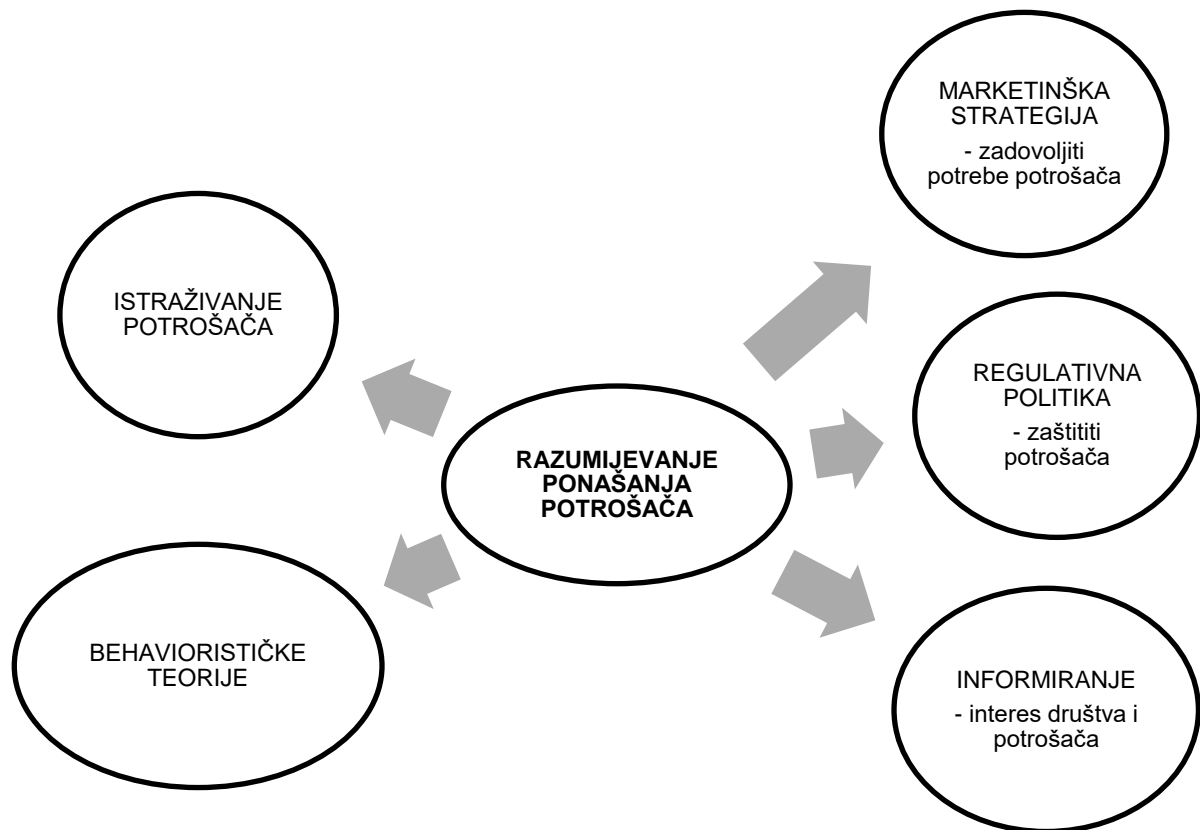 MARKETINŠKA
STRATEGIJA
- zadovoljiti
potrebe potrošača
ISTRAŽIVANJE
POTROŠAČA
REGULATIVNA
POLITIKA
- zaštititi
potrošača
RAZUMIJEVANJE
PONAŠANJA
POTROŠAČA
BEHAVIORISTIČKE
TEORIJE
INFORMIRANJE
- interes društva i
potrošača